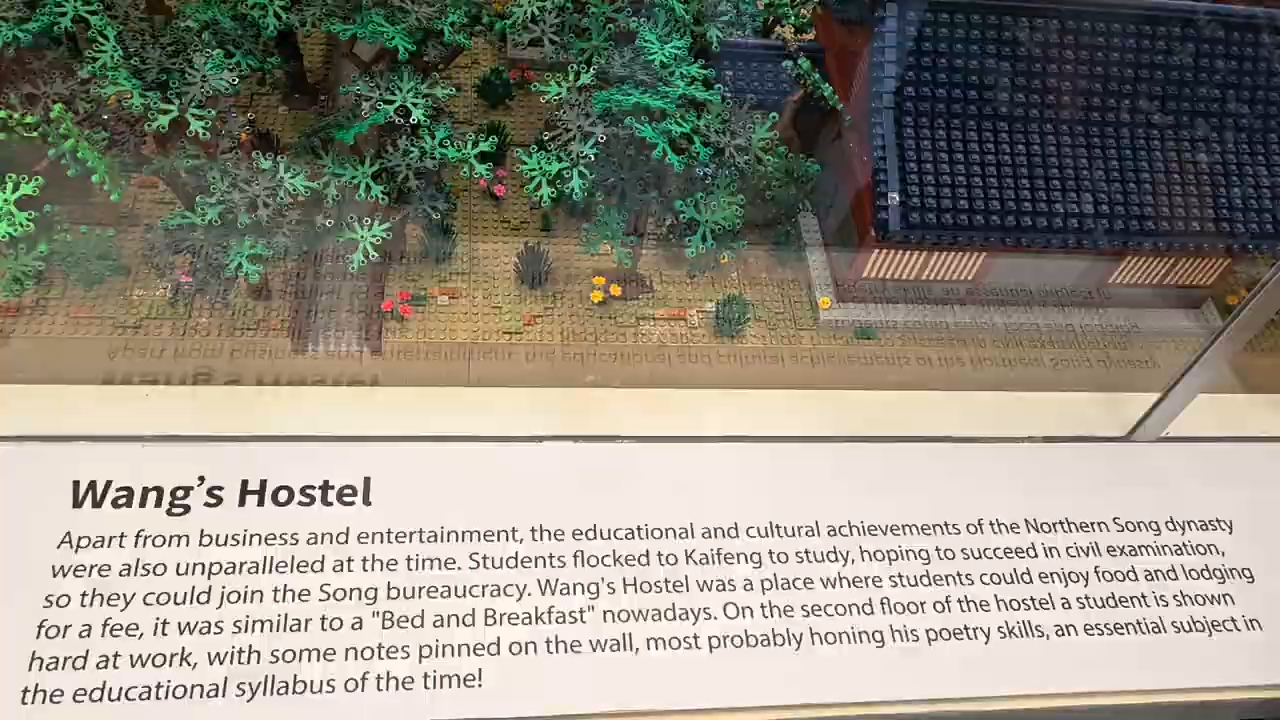 Wang's Hostel
Apart from business and entertainment, the educational and cultural achievements of the Northern Song dynasty
were also unparalleled at the time. Students flocked to Kaifeng to study, hoping to succeed in civil examination,
so they could join the Song bureaucracy. Wang's Hostel was a place where students could enjoy food and lodging
for a fee, it was similar to a "Bed and Breakfast" nowadays. On the second floor of the hostel a student is shown
hard at work, with some notes pinned on the wall, most probably honing his poetry skills, an essential subject in
the educational syllabus of the time!